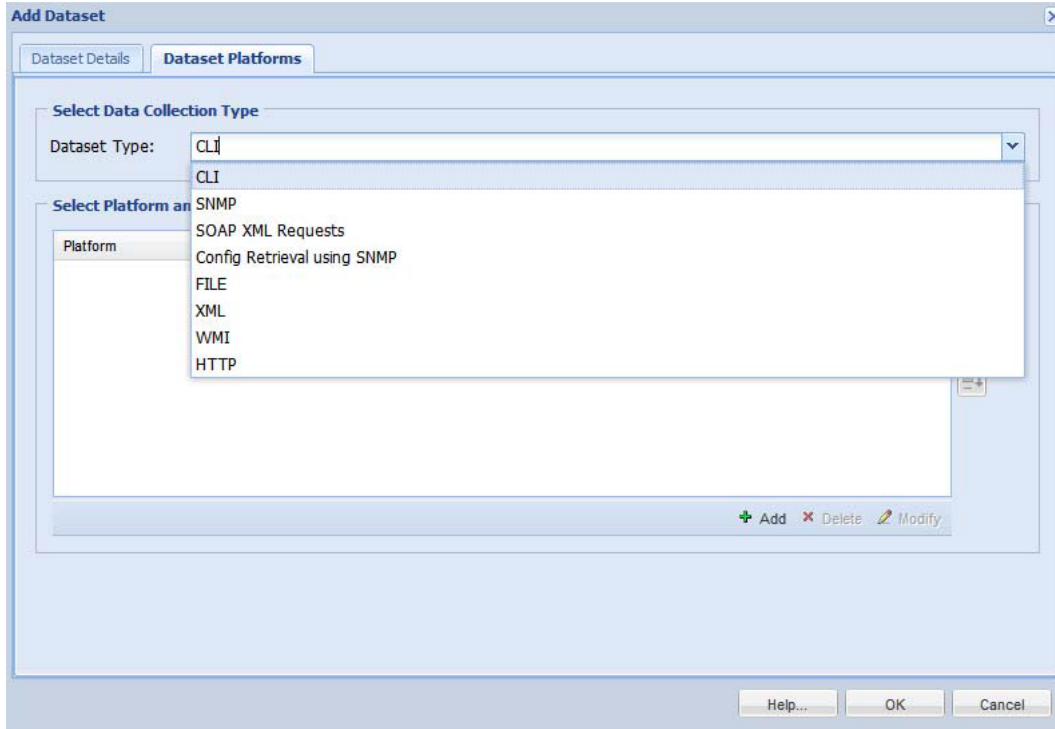 Add Dataset
Dataset Details Dataset Platforms
Select Data Collection Type
Dataset Type: CLI
CLI
SNMP
SOAP XML Requests
Config Retrieval using SNMP
FILE
XML
WMI
HTTP
Select Platform an
Platform
Add Delete Modify
Help... OK Cancel